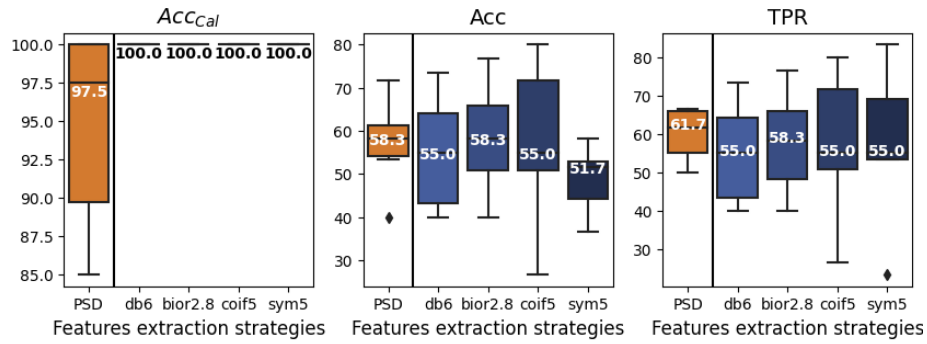 Acc_Cal
Acc
TPR
100.0
97.5
95.0
92.5
90.0
87.5
85.0
97.5
100.0 100.0 100.0 100.0
PSD db6 bior2.8 coif5 sym5
Features extraction strategies
80
70
60
50
40
30
58.3 55.0 58.3 55.0 51.7
PSD db6 bior2.8 coif5 sym5
Features extraction strategies
80
70
60
50
40
30
61.7 55.0 58.3 55.0 55.0
PSD db6 bior2.8 coif5 sym5
Features extraction strategies